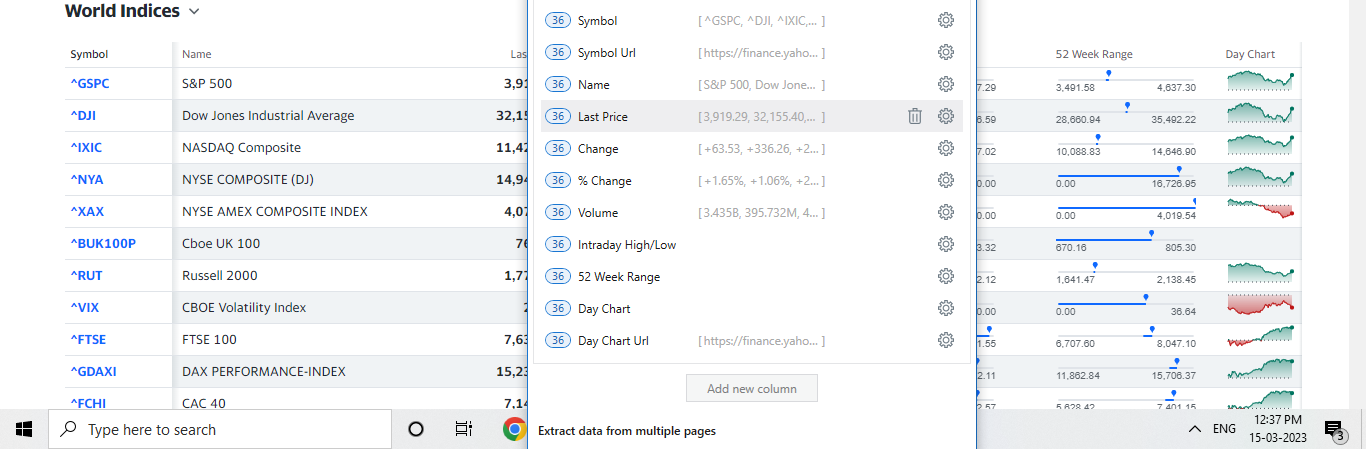 World Indices
Symbol Name Las
^GSPC S&P 500 3,91
^DJI Dow Jones Industrial Average 32,15
^IXIC NASDAQ Composite 11,42
^NYA NYSE COMPOSITE (DJ) 14,94
^XAX NYSE AMEX COMPOSITE INDEX 4,07
^BUK100P Cboe UK 100 76
^RUT Russell 2000 1,77
^VIX CBOE Volatility Index 2
^FTSE FTSE 100 7,63
^GDAXI DAX PERFORMANCE-INDEX 15,23
^FCHI CAC 40 7,14
36 Symbol [ ^GSPC, ^DJI, ^IXIC,... ]
36 Symbol Url [ https://finance.yaho... ]
36 Name [ S&P 500, Dow Jone... ]
36 Last Price [ 3,919.29, 32,155.40,... ]
36 Change [ +63.53, +336.26, +2... ]
36 % Change [ +1.65%, +1.06%, +2... ]
36 Volume [ 3.435B, 395.732M, 4... ]
36 Intraday High/Low
36 52 Week Range
36 Day Chart
36 Day Chart Url [ https://finance.yaho... ]
Add new column
Extract data from multiple pages
52 Week Range Day Chart
7.29 3,491.58 4,637.30
6.59 28,660.94 35,492.22
7.02 10,088.83 14,646.90
0.00 0.00 16,726.95
0.00 0.00 4,019.54
3.32 670.16 805.30
2.12 1,641.47 2,138.45
0.00 0.00 36.64
1.55 6,707.60 8,047.10
2.11 11,862.84 15,706.37
2.57 5,628.42 7,401.15
Type here to search
ENG
12:37 PM
15-03-2023
3